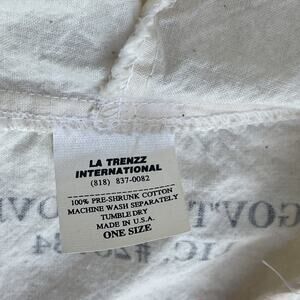 LA TRENZZ
INTERNATIONAL
(818) 837-0082
100% PRE-SHRUNK COTTON
MACHINE WASH SEPARATELY
TUMBLE DRY
MADE IN U.S.A.
ONE SIZE
GOV'T